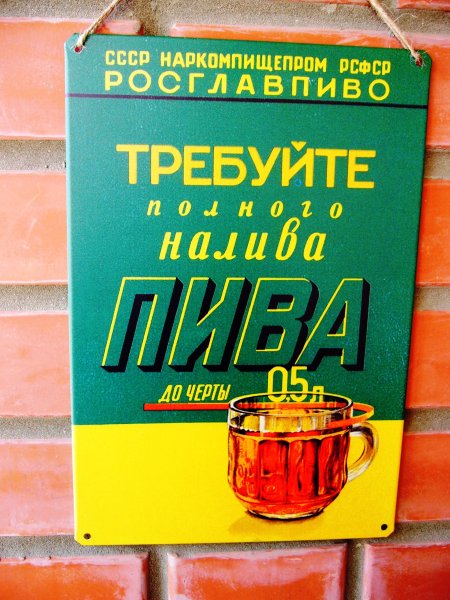 СССР НАРКОМПИЩЕПРОМ РСФСР
РОСГЛАВПИВО
ТРЕБУЙТЕ
полного
налива
ПИВА
ДО ЧЕРТЫ 0,5 л